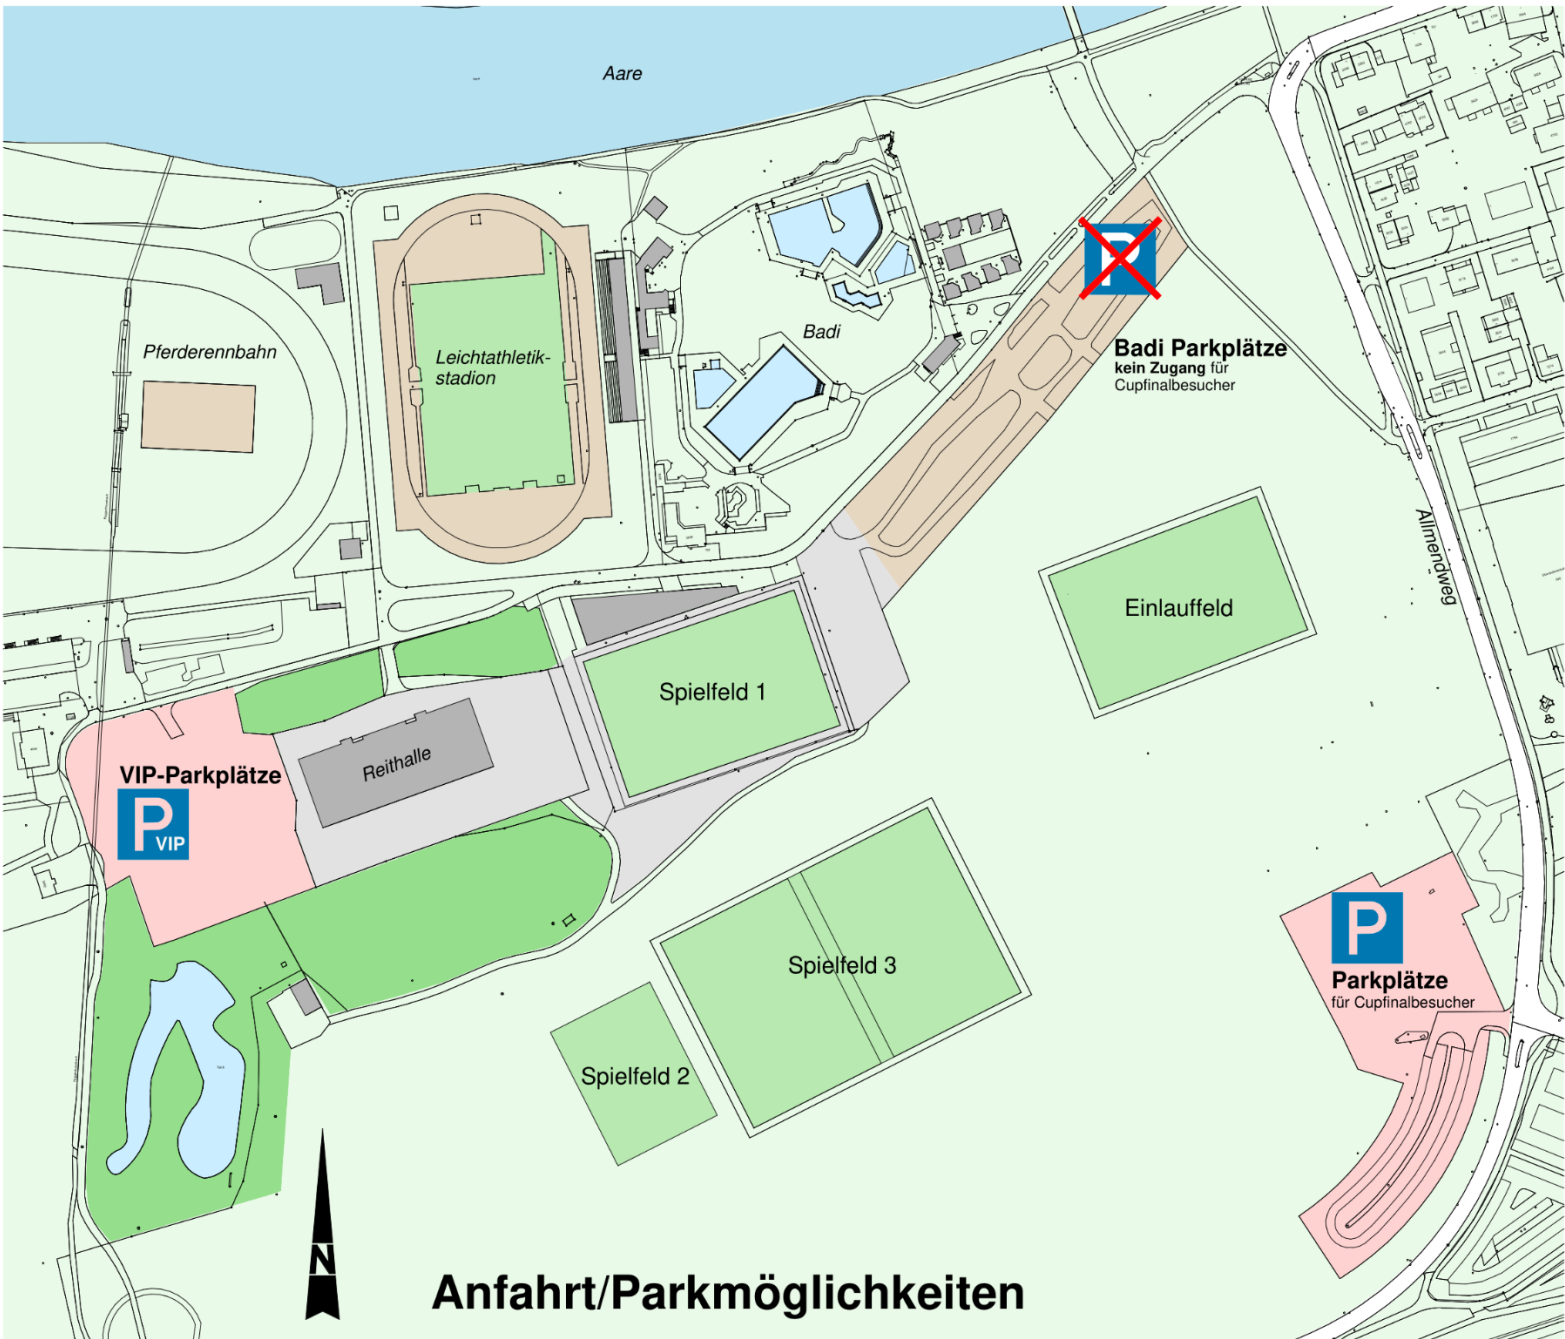 Aare
Pferderennbahn
Leichtathletik-
stadion
Badi
P
Badi Parkplätze
kein Zugang für
Cupfinalbesucher
Allmendweg
Einlauffeld
Spielfeld 1
Reithalle
VIP-Parkplätze
P
VIP
P
Parkplätze
für Cupfinalbesucher
Spielfeld 3
Spielfeld 2
N
Anfahrt/Parkmöglichkeiten